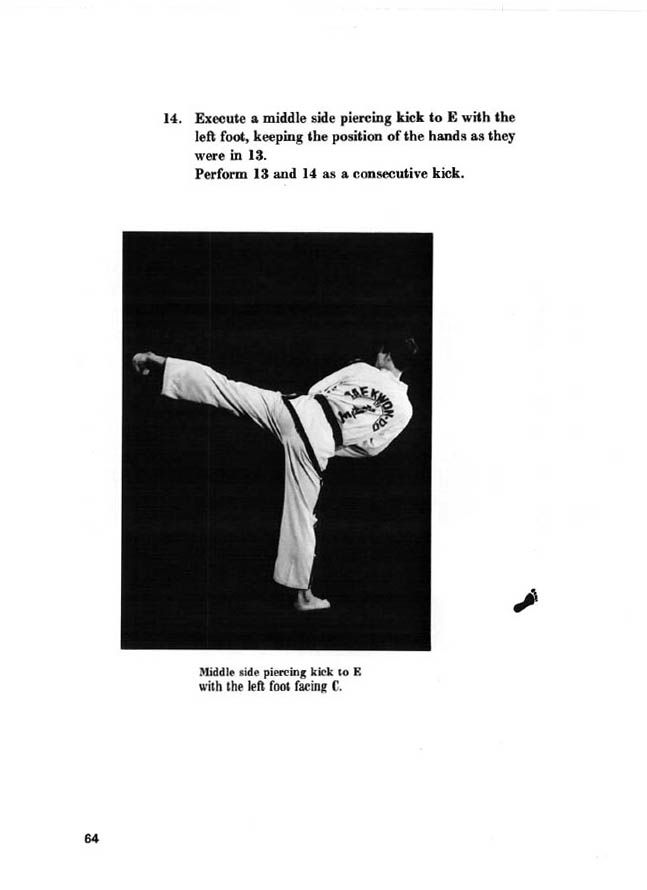 14. Execute a middle side piercing kick to E with the
left foot, keeping the position of the hands as they
were in 13.
Perform 13 and 14 as a consecutive kick.
TAEKWON-DO
Middle side piercing kick to E
with the left foot facing C.
64